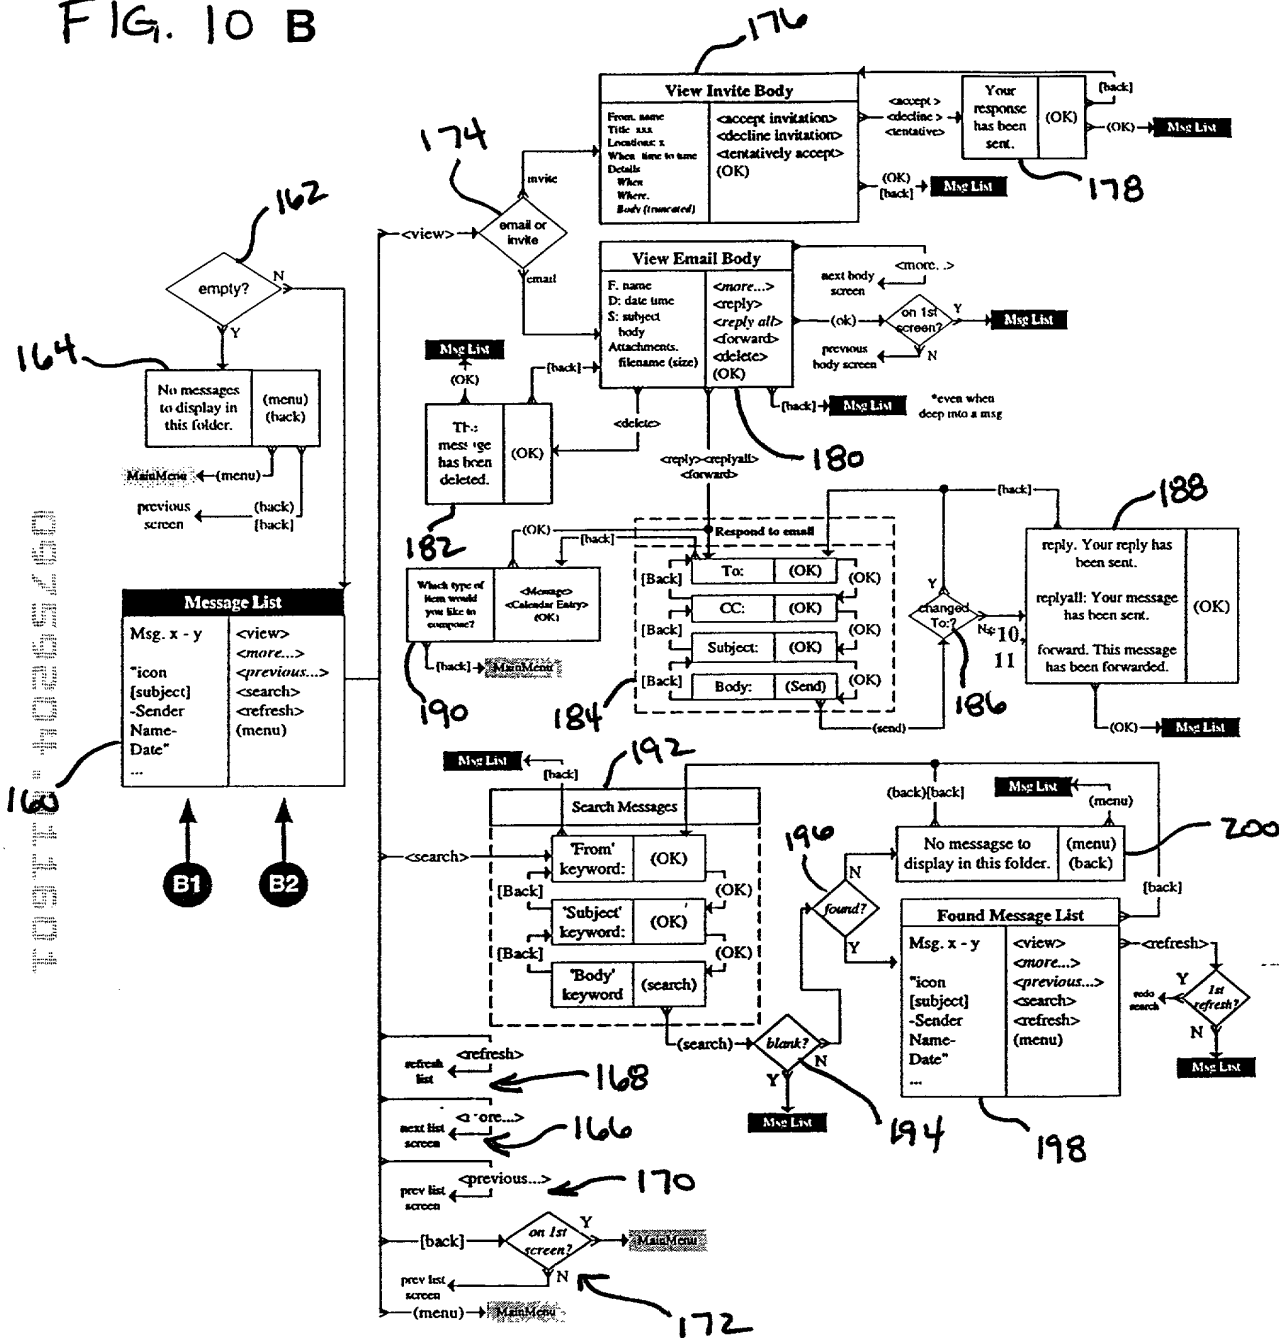 FIG. 10 B
176
View Invite Body
From. name
Title xxx
Locations: x
When time to time
Details
When
Where.
Body (truncated)
<accept invitation>
<decline invitation>
<tentatively accept>
(OK)
<accept >
<decline >
<tentative>
Your
response
has been
sent.
(OK)
[back]
(OK)
Msg List
178
(OK)
[back]
Msg List
174
invite
email or
invite
email
<view>
162
empty?
N
Y
164
No messages
to display in
this folder.
(menu)
(back)
MainMenu
(menu)
previous
screen
(back)
[back]
View Email Body
F. name
D: date time
S: subject
body
Attachments.
filename (size)
<more...>
<reply>
<reply all>
<forward>
<delete>
(OK)
<more. .>
next body
screen
(ok)
on 1st
screen?
Y
N
Msg List
previous
body screen
[back]
Msg List
*even when
deep into a msg
180
Msg List
(OK)
[back]
message
has been
deleted.
(OK)
<delete>
182
<reply><replyall>
<forward>
(OK)
[back]
Respond to email
To:
(OK)
CC:
(OK)
Subject:
(OK)
Body:
(Send)
[Back]
[Back]
[Back]
(OK)
(OK)
(OK)
184
(send)
Which type of
item would
you like to
compose?
<Message>
<Calendar Entry>
(OK)
[back]
MainMenu
190
Y
changed
To:?
N*
10,
11
186
[back]
188
reply. Your reply has
been sent.
replyall: Your message
has been sent.
forward. This message
has been forwarded.
(OK)
(OK)
Msg List
Message List
Msg. x - y
"icon
[subject]
-Sender
Name-
Date"
...
<view>
<more...>
<previous...>
<search>
<refresh>
(menu)
160
B1
B2
192
Msg List
[back]
Search Messages
<search>
'From'
keyword:
(OK)
[Back]
(OK)
'Subject'
keyword:
(OK)
[Back]
(OK)
'Body'
keyword
(search)
(search)
blank?
N
Y
Msg List
194
196
found?
N
Y
(back)[back]
Msg List
(menu)
No messagse to
display in this folder.
(menu)
(back)
200
[back]
Found Message List
Msg. x - y
"icon
[subject]
-Sender
Name-
Date"
...
<view>
<more...>
<previous...>
<search>
<refresh>
(menu)
198
<refresh>
1st
refresh?
Y
N
redo
search
Msg List
<refresh>
refresh
list
168
next list
screen
166
<previous...>
prev list
screen
170
[back]
on 1st
screen?
Y
N
MainMenu
prev list
screen
172
(menu)
MainMenu